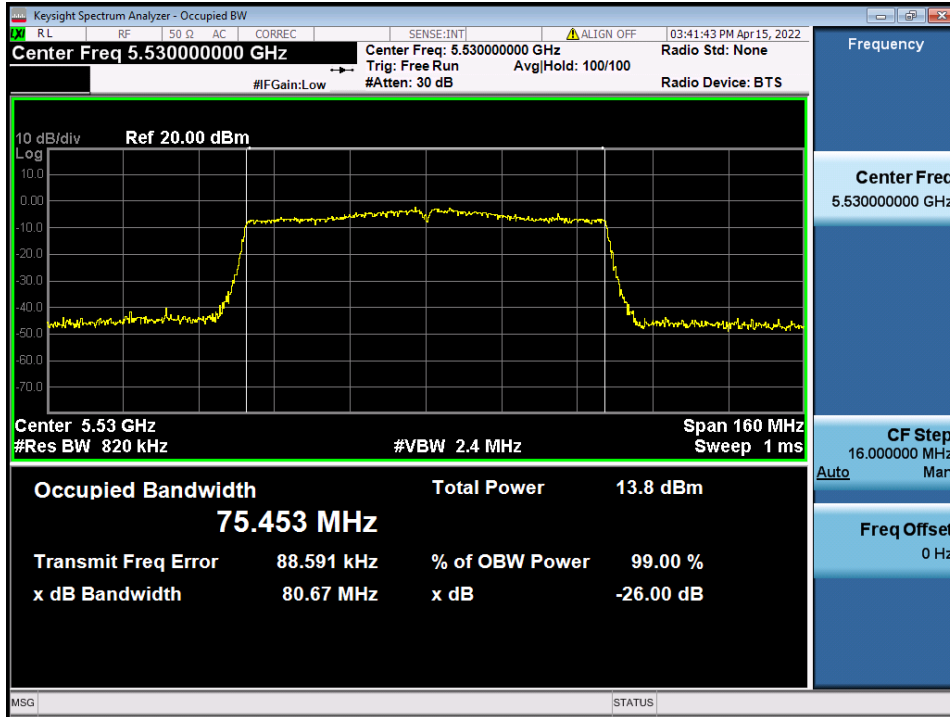 Keysight Spectrum Analyzer - Occupied BW
LXI RL RF 50 Ω AC CORREC SENSE:INT ALIGN OFF 03:41:43 PM Apr 15, 2022
Center Freq 5.530000000 GHz
Center Freq: 5.530000000 GHz Radio Std: None
Trig: Free Run Avg|Hold: 100/100
#IFGain:Low #Atten: 30 dB Radio Device: BTS
10 dB/div Ref 20.00 dBm
Log
10.0
0.00
-10.0
-20.0
-30.0
-40.0
-50.0
-60.0
-70.0
Center 5.53 GHz Span 160 MHz
#Res BW 820 kHz #VBW 2.4 MHz Sweep 1 ms
Occupied Bandwidth Total Power 13.8 dBm
75.453 MHz
Transmit Freq Error 88.591 kHz % of OBW Power 99.00 %
x dB Bandwidth 80.67 MHz x dB -26.00 dB
Frequency
Center Freq
5.530000000 GHz
CF Step
16.000000 MHz
Auto Man
Freq Offset
0 Hz
MSG STATUS